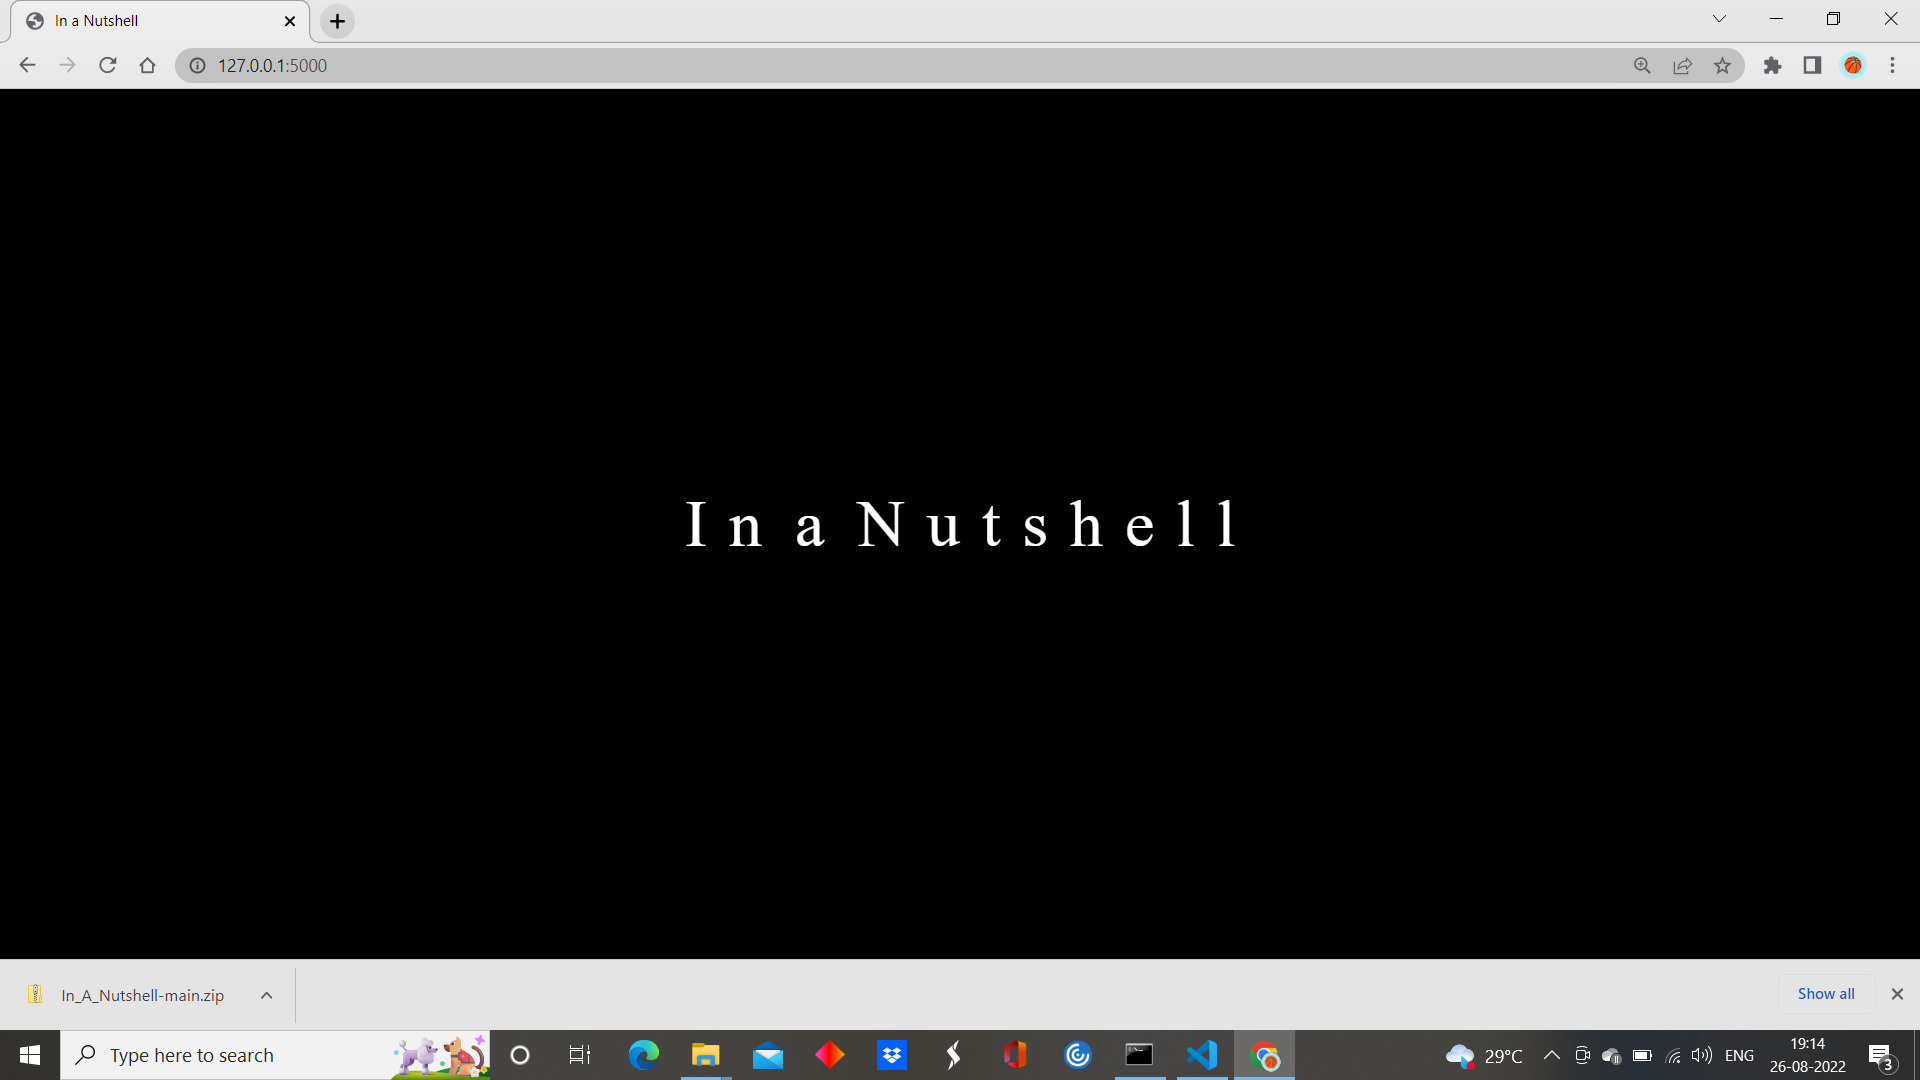 In a Nutshell
127.0.0.1:5000
I n a N u t s h e l l
In_A_Nutshell-main.zip
Show all
Type here to search
29°C
ENG
19:14
26-08-2022
3